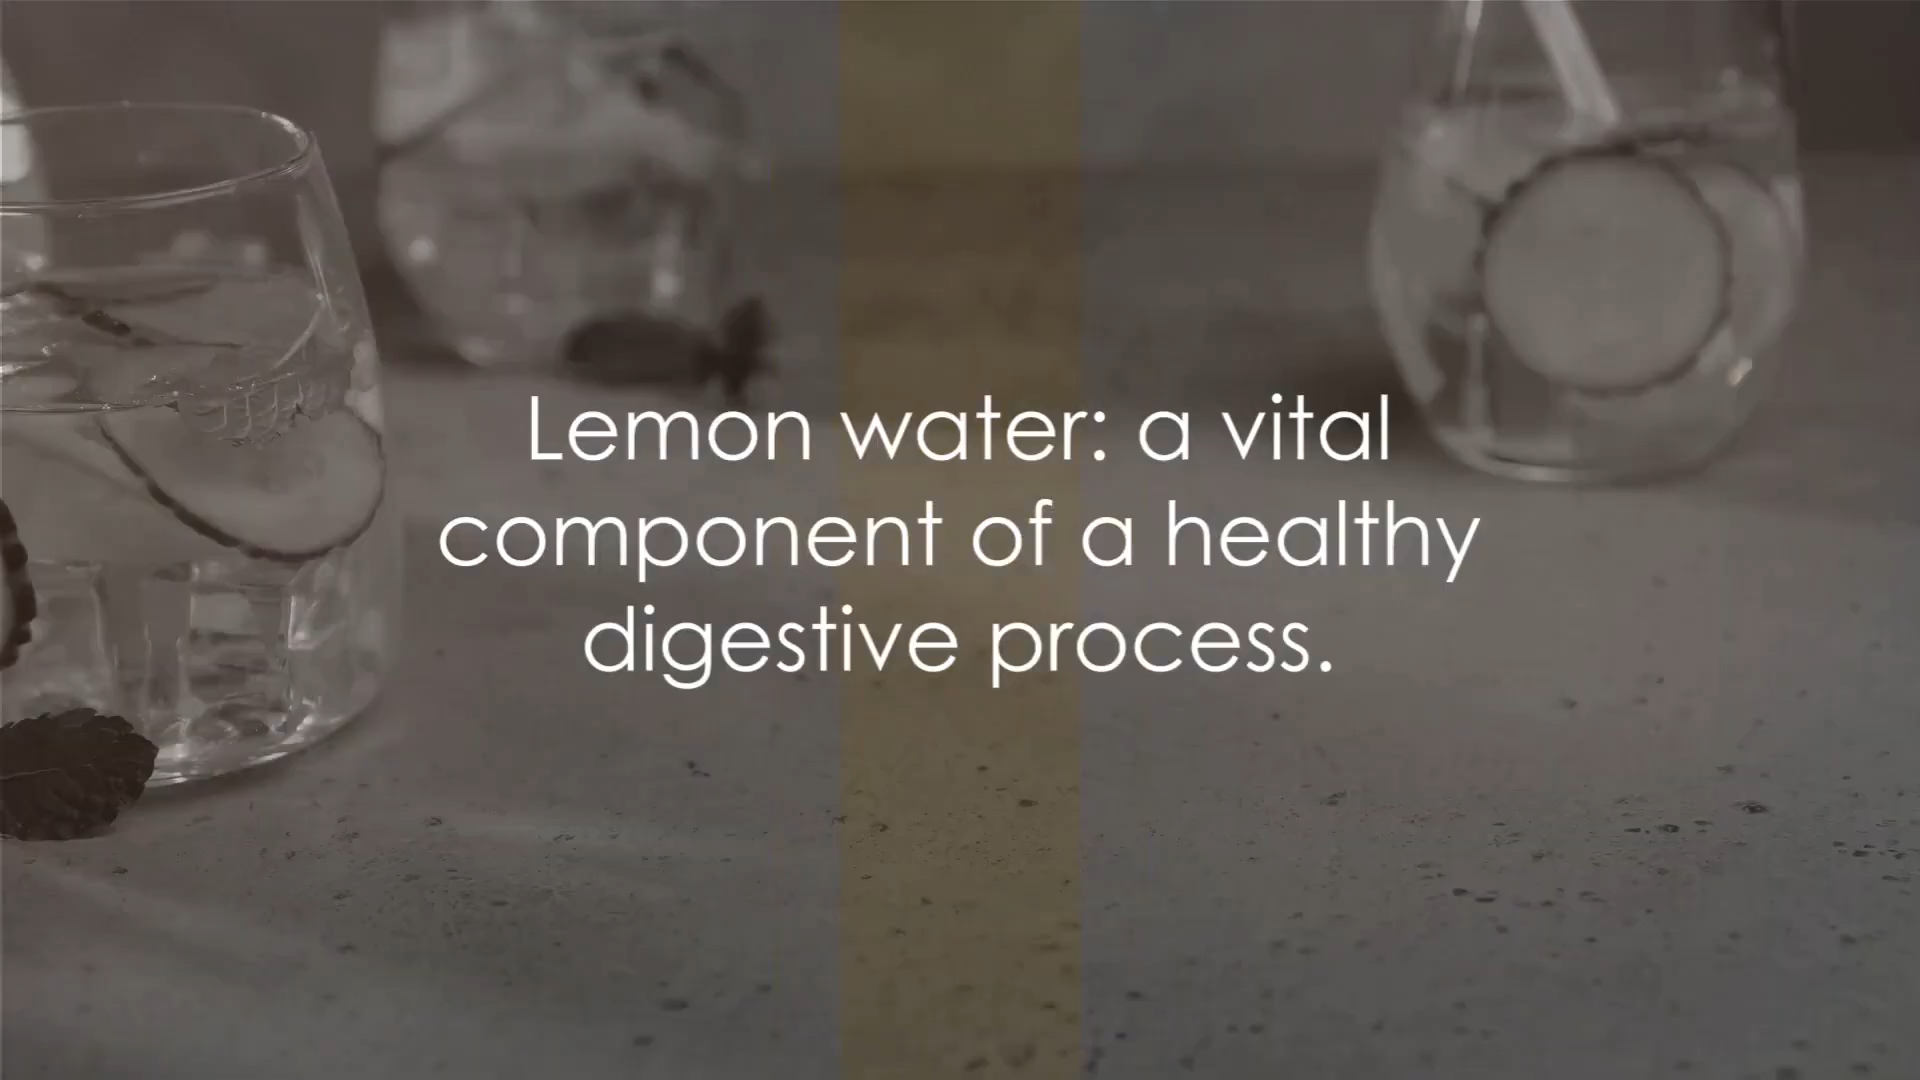 Lemon water: a vital
component of a healthy
digestive process.